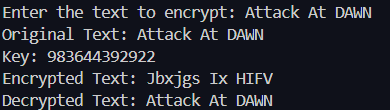 Enter the text to encrypt: Attack At DAWN
Original Text: Attack At DAWN
Key: 983644392922
Encrypted Text: Jbxjgs Ix HIFV
Decrypted Text: Attack At DAWN